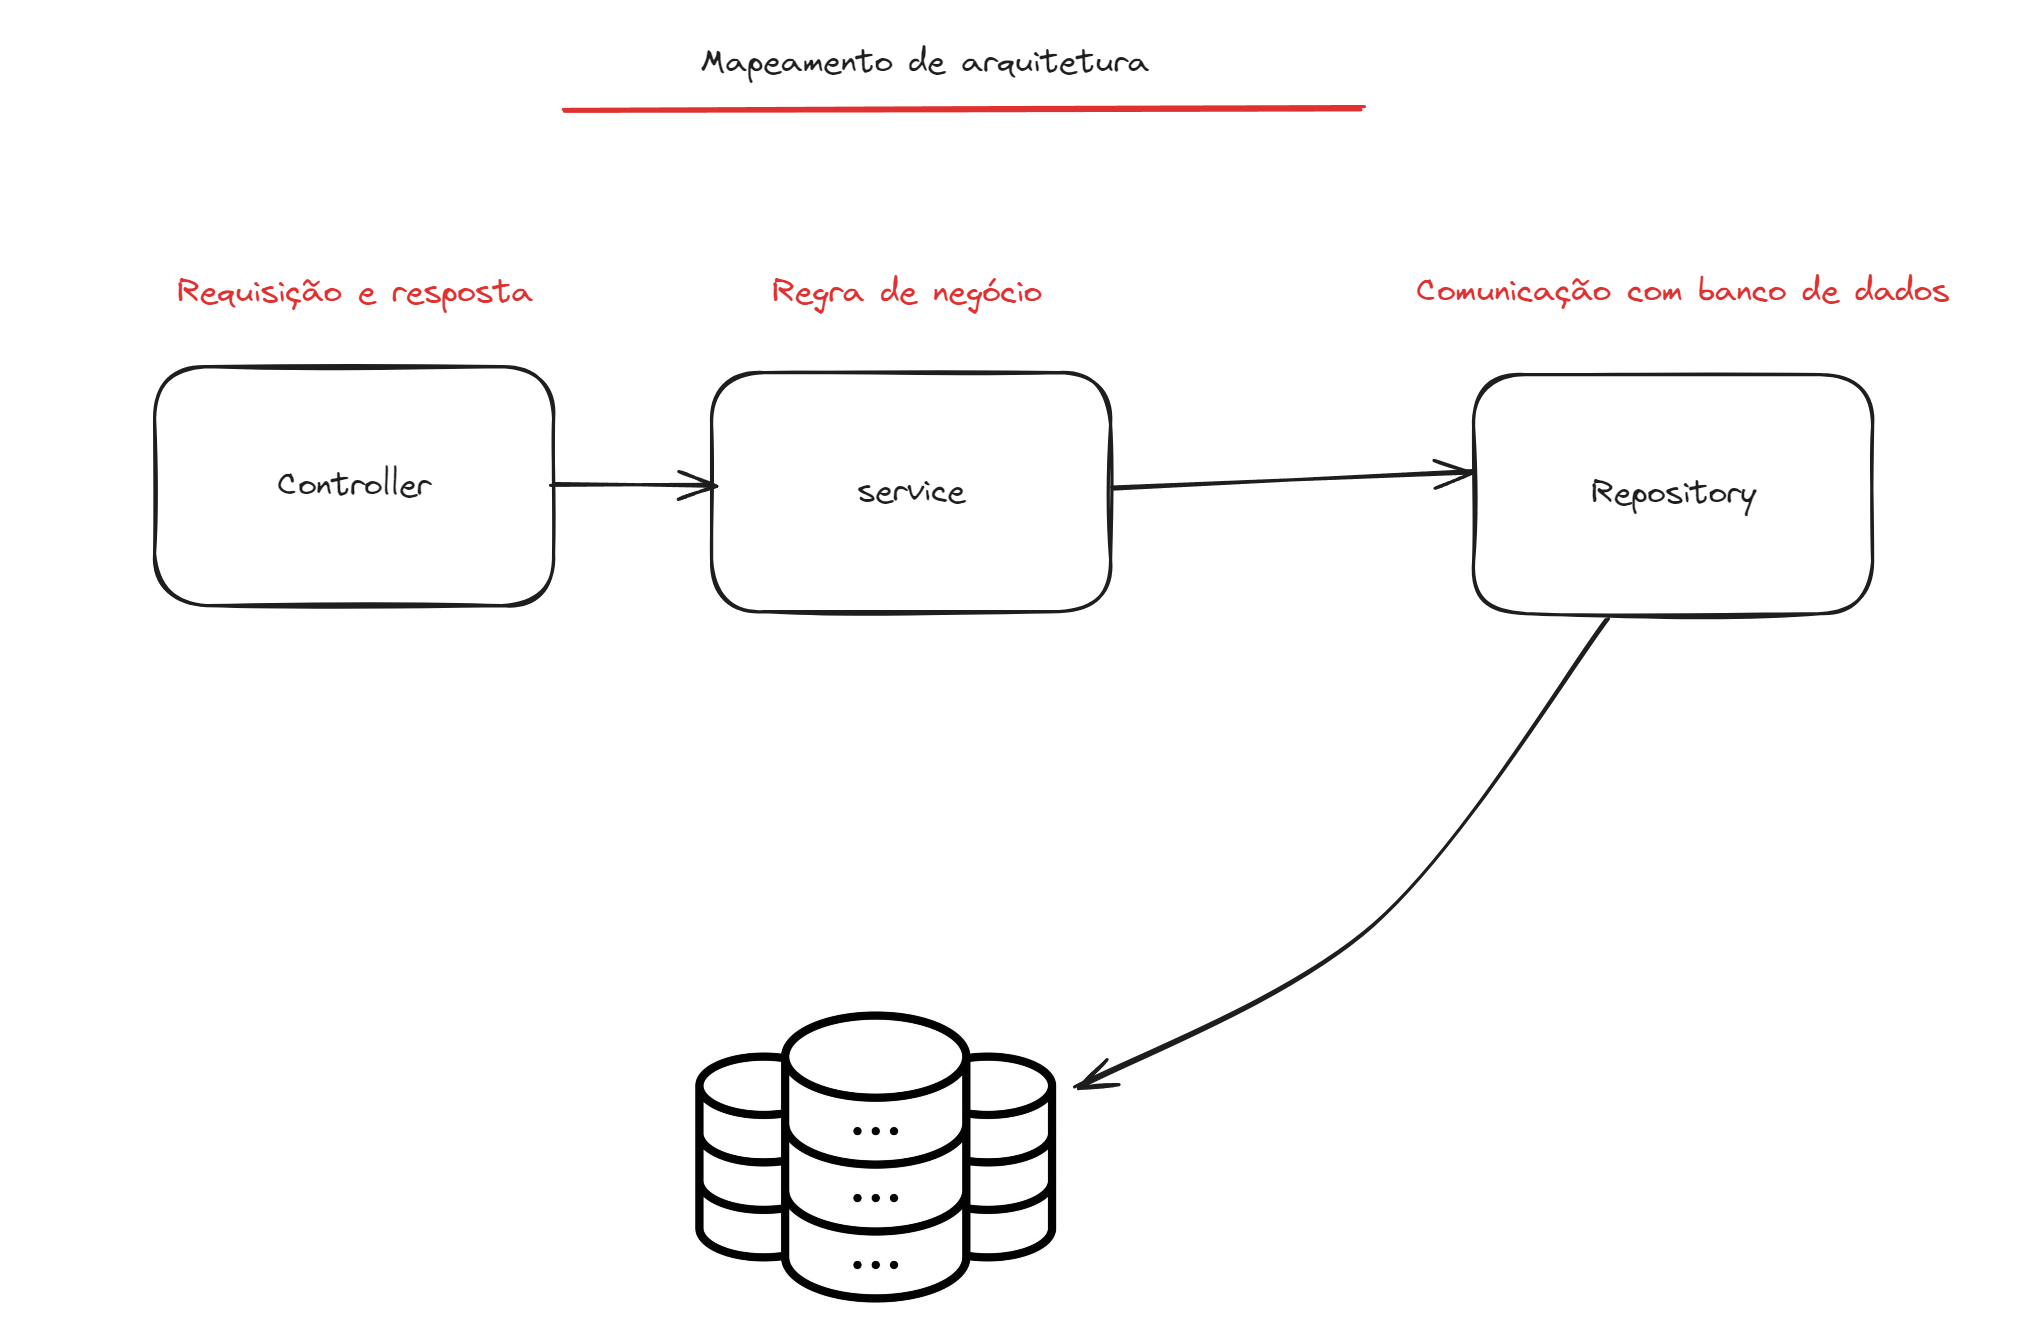 Mapeamento de arquitetura
Requisição e resposta
Regra de negócio
Comunicação com banco de dados
Controller
service
Repository